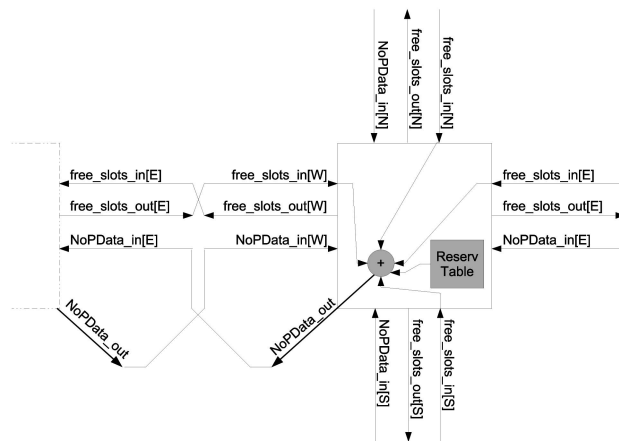 NoPData_in[N]
free_slots_out[N]
free_slots_in[N]
free_slots_in[E]
free_slots_in[W]
free_slots_in[E]
free_slots_out[E]
free_slots_out[W]
free_slots_out[E]
NoPData_in[E]
NoPData_in[W]
NoPData_in[E]
+
Reserv
Table
NoPData_out
NoPData_out
NoPData_in[S]
free_slots_out[S]
free_slots_in[S]